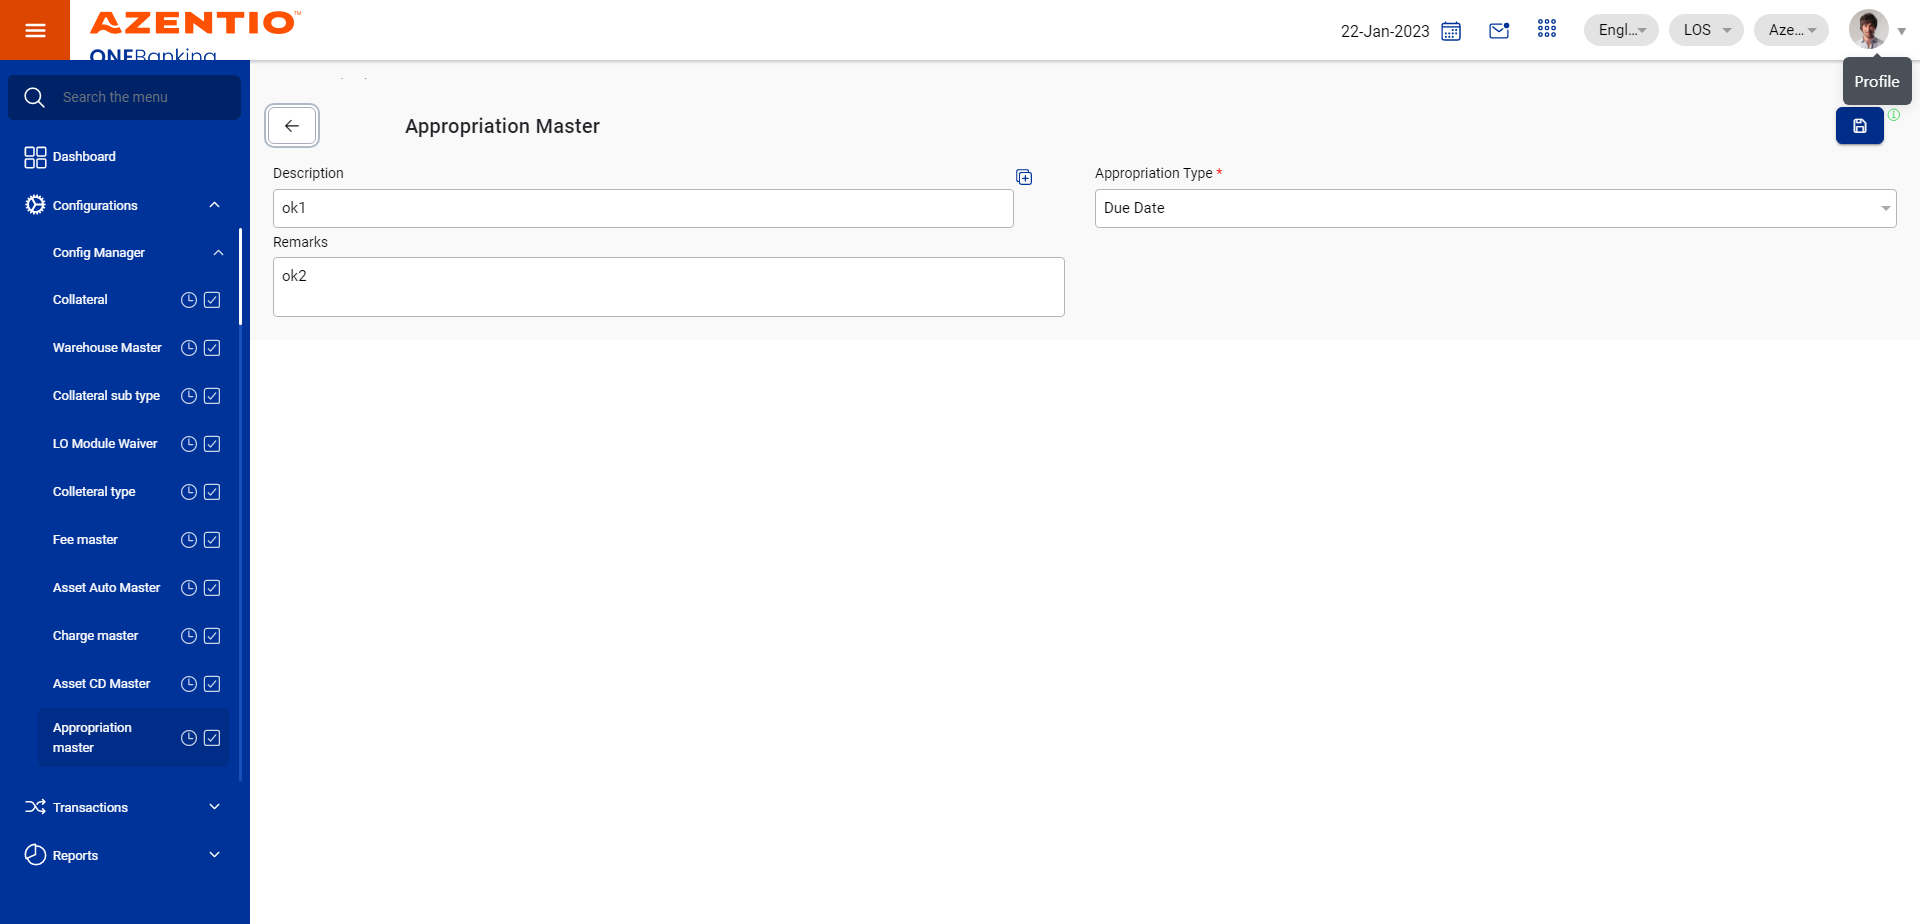 AZENTIO™
ONEBanking
22-Jan-2023
Engl...
LOS
Aze...
Profile
Search the menu
Dashboard
Configurations
Config Manager
Collateral
Warehouse Master
Collateral sub type
LO Module Waiver
Colleteral type
Fee master
Asset Auto Master
Charge master
Asset CD Master
Appropriation
master
Transactions
Reports
Appropriation Master
Description
ok1
Appropriation Type *
Due Date
Remarks
ok2